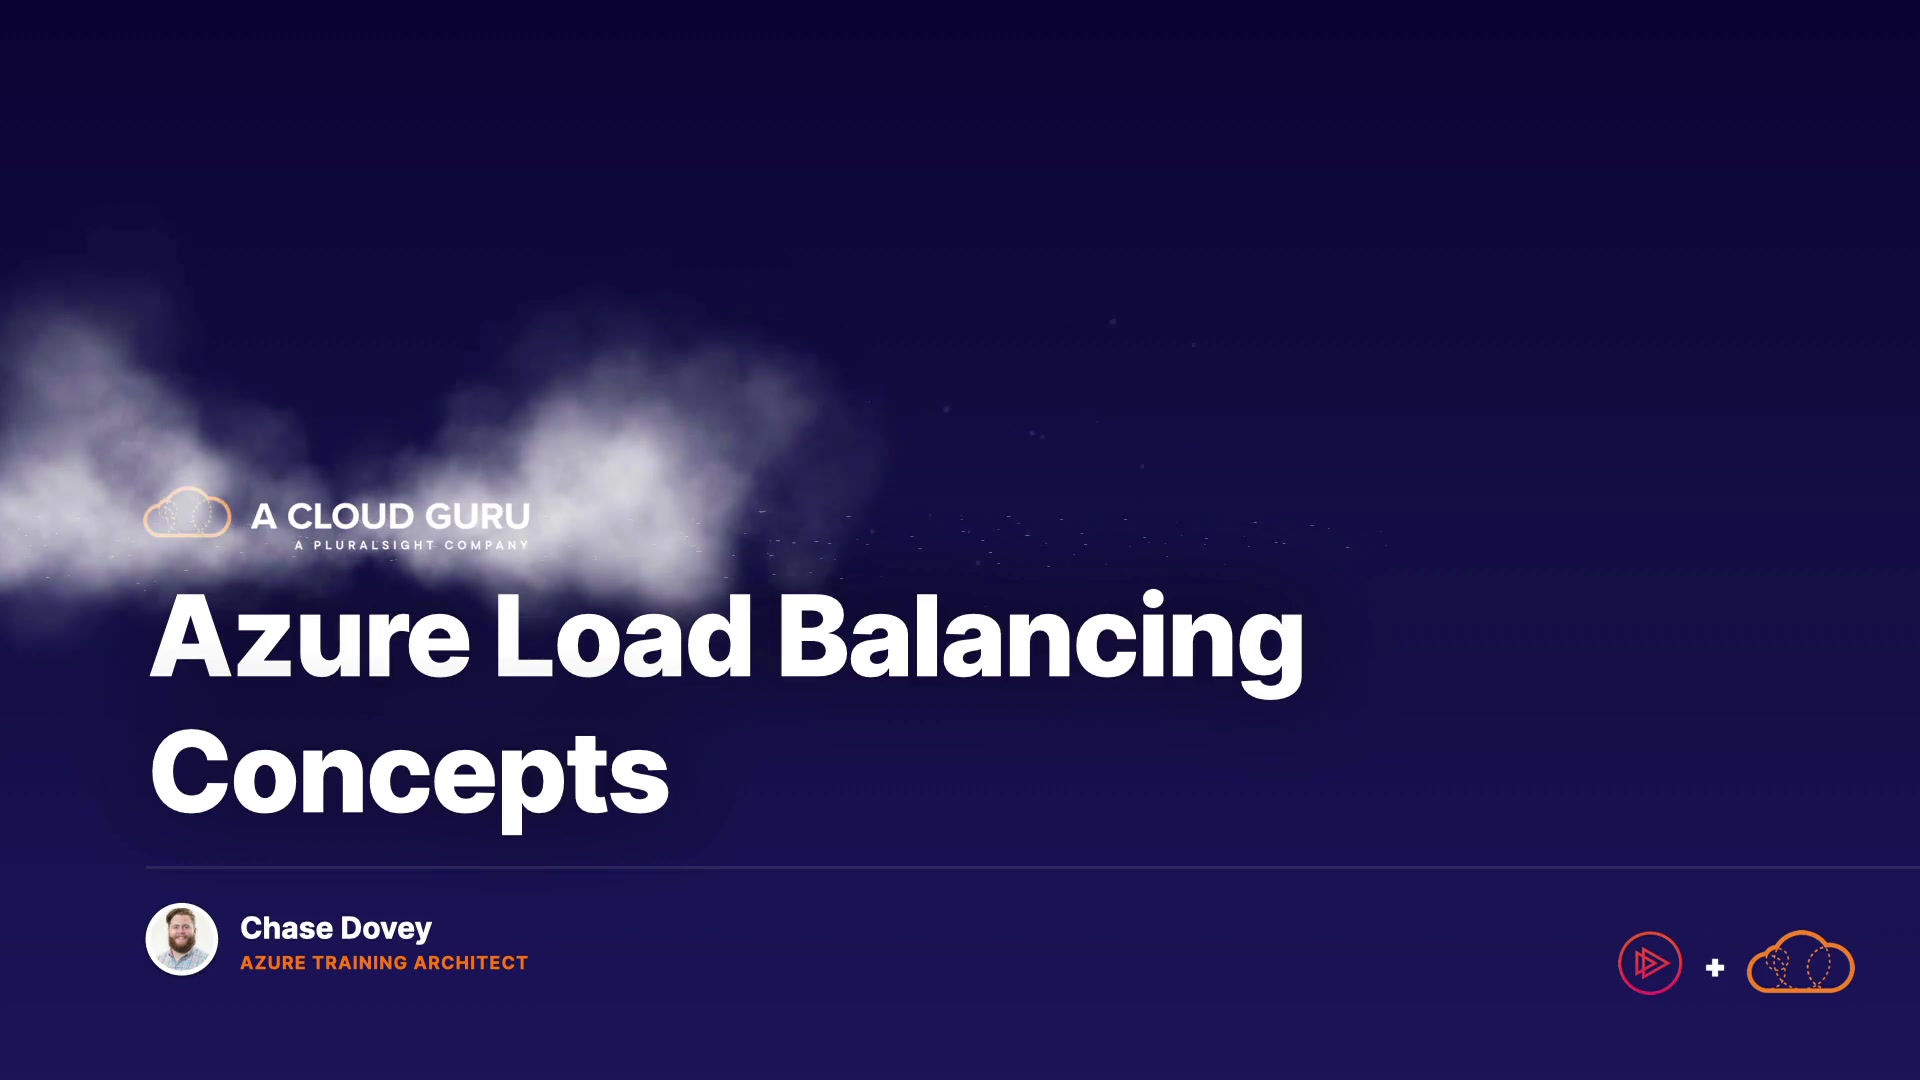 A CLOUD GURU
A PLURALSIGHT COMPANY
Azure Load Balancing
Concepts
Chase Dovey
AZURE TRAINING ARCHITECT
+